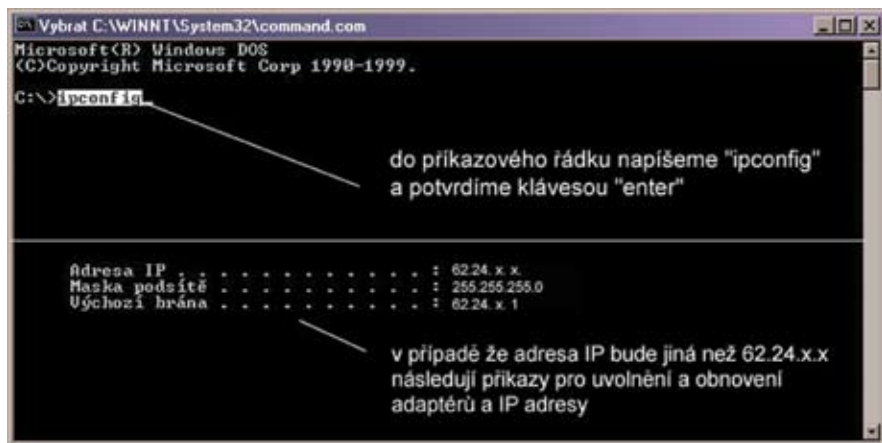 Vybrat C:\WINNT\System32\command.com
Microsoft(R) Windows DOS
(C)Copyright Microsoft Corp 1990-1999.
C:\>ipconfig_
do příkazového řádku napíšeme "ipconfig"
a potvrdíme klávesou "enter"
Adresa IP . . . . . . . . . . . . : 62.24. x. x.
Maska podsítě . . . . . . . . . . : 255.255.255.0
Výchozí brána . . . . . . . . . . : 62.24. x. 1
v případě že adresa IP bude jiná než 62.24.x.x
následují příkazy pro uvolnění a obnovení
adaptérů a IP adresy